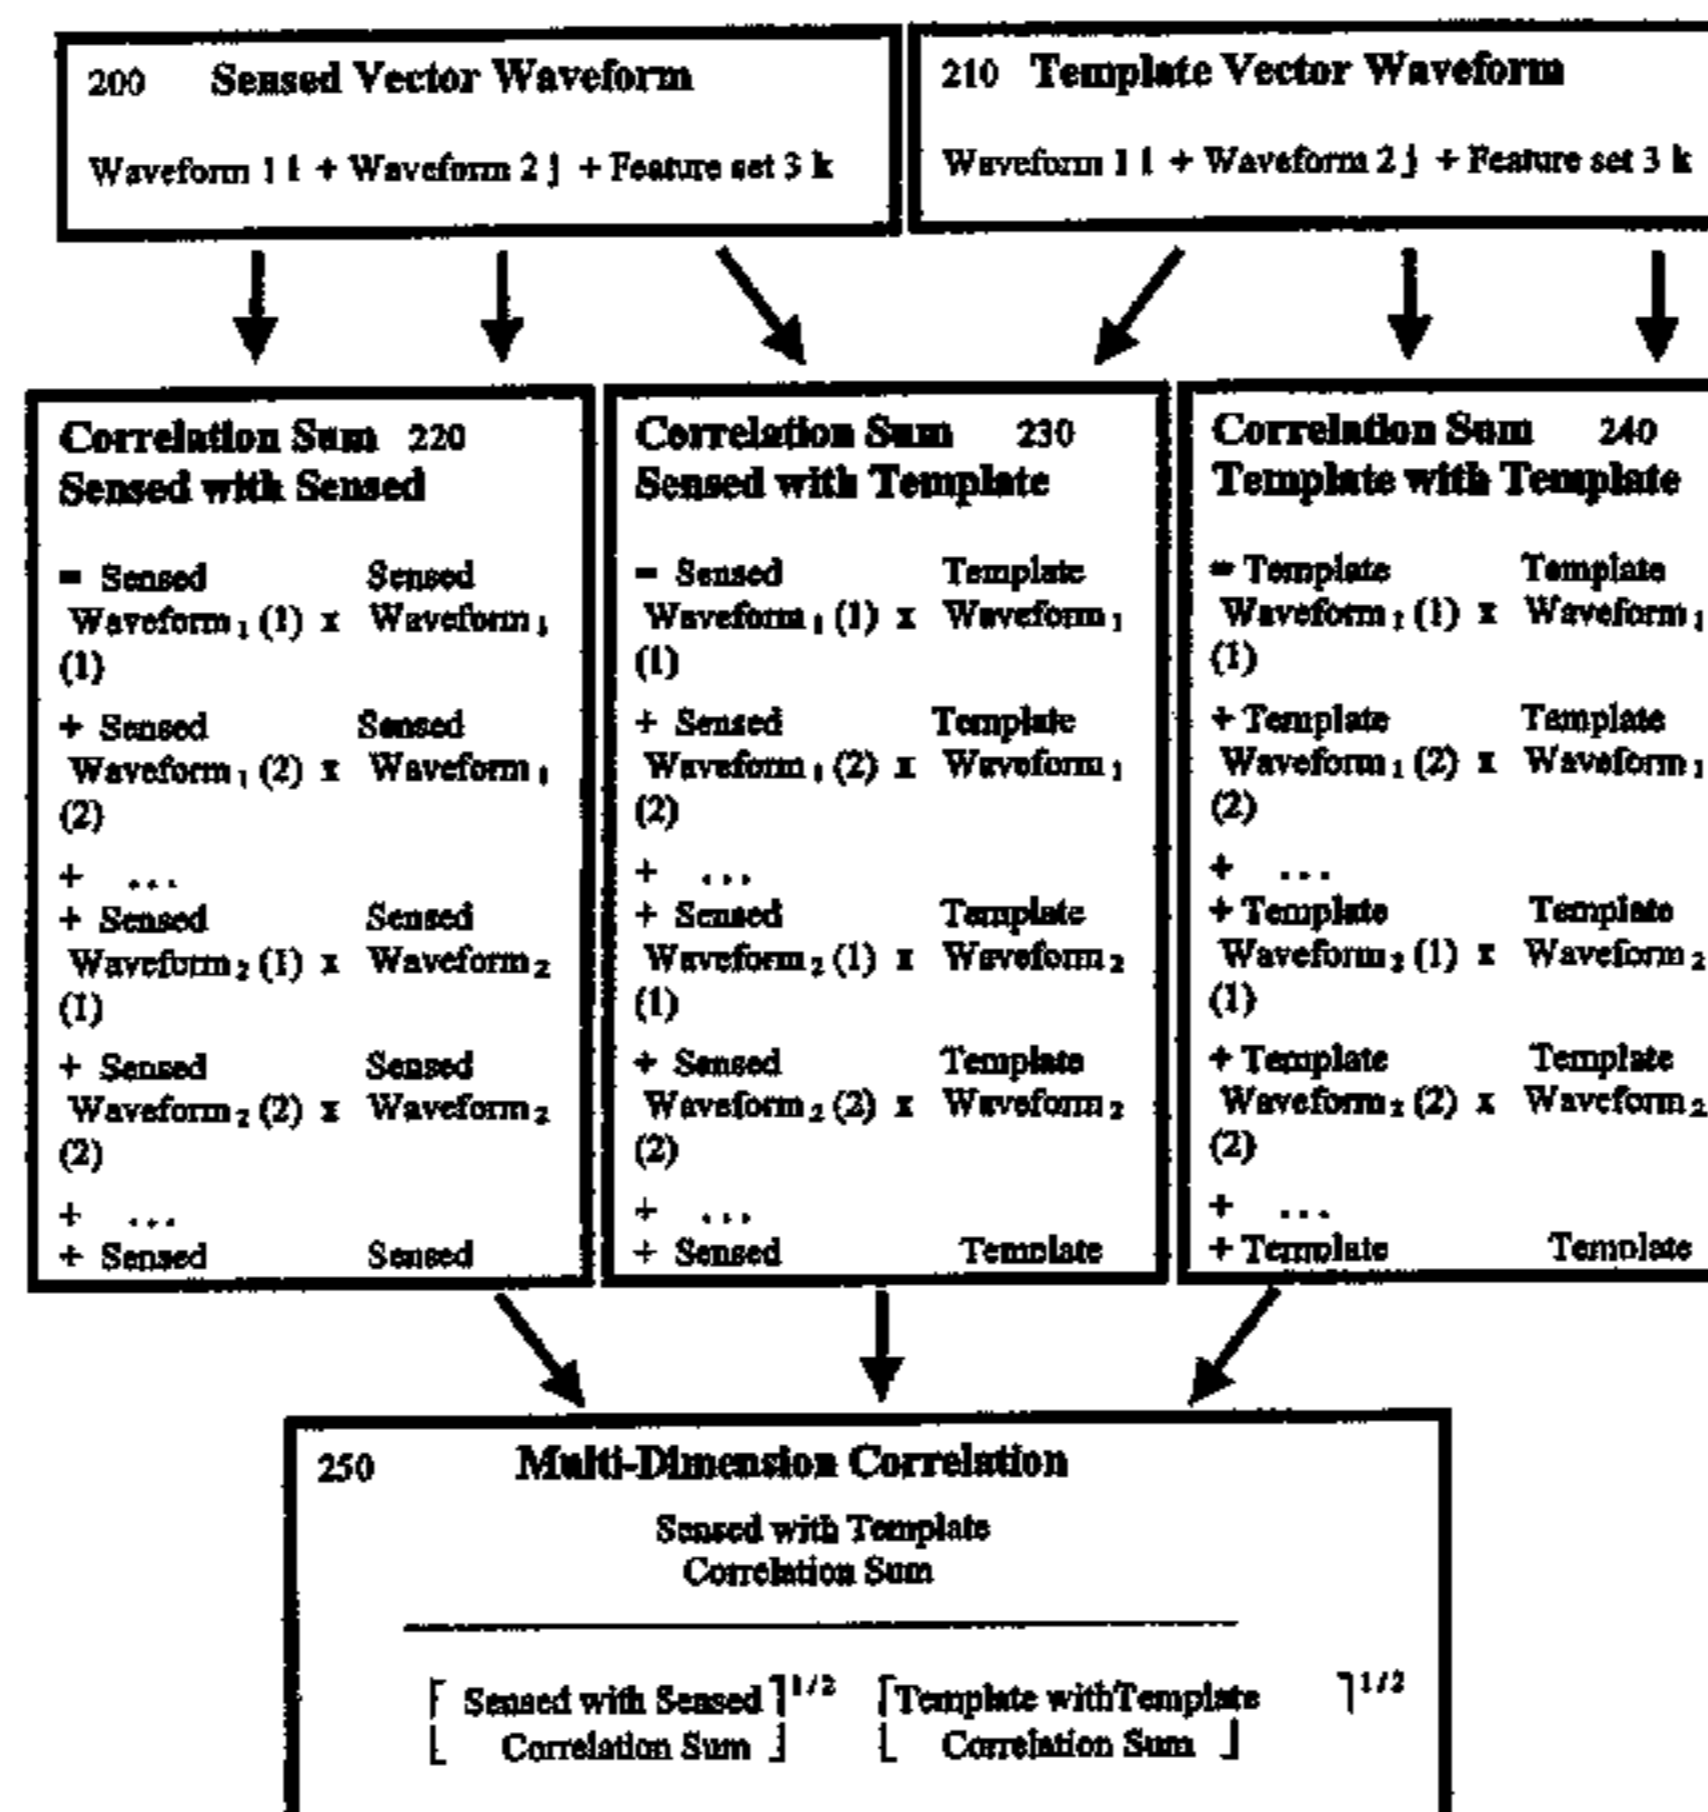 200 Sensed Vector Waveform
Waveform 1 i + Waveform 2 j + Feature set 3 k
210 Template Vector Waveform
Waveform 1 i + Waveform 2 j + Feature set 3 k
Correlation Sum 220
Sensed with Sensed
= Sensed Sensed
Waveform 1 (1) x Waveform 1
(1)
+ Sensed Sensed
Waveform 1 (2) x Waveform 1
(2)
+ ...
+ Sensed Sensed
Waveform 2 (1) x Waveform 2
(1)
+ Sensed Sensed
Waveform 2 (2) x Waveform 2
(2)
+ ...
+ Sensed Sensed
Correlation Sum 230
Sensed with Template
= Sensed Template
Waveform 1 (1) x Waveform 1
(1)
+ Sensed Template
Waveform 1 (2) x Waveform 1
(2)
+ ...
+ Sensed Template
Waveform 2 (1) x Waveform 2
(1)
+ Sensed Template
Waveform 2 (2) x Waveform 2
(2)
+ ...
+ Sensed Template
Correlation Sum 240
Template with Template
= Template Template
Waveform 1 (1) x Waveform 1
(1)
+ Template Template
Waveform 1 (2) x Waveform 1
(2)
+ ...
+ Template Template
Waveform 2 (1) x Waveform 2
(1)
+ Template Template
Waveform 2 (2) x Waveform 2
(2)
+ ...
+ Template Template
250 Multi-Dimension Correlation
Sensed with Template
Correlation Sum
[ Sensed with Sensed ] 1/2 [ Template withTemplate ] 1/2
Correlation Sum Correlation Sum